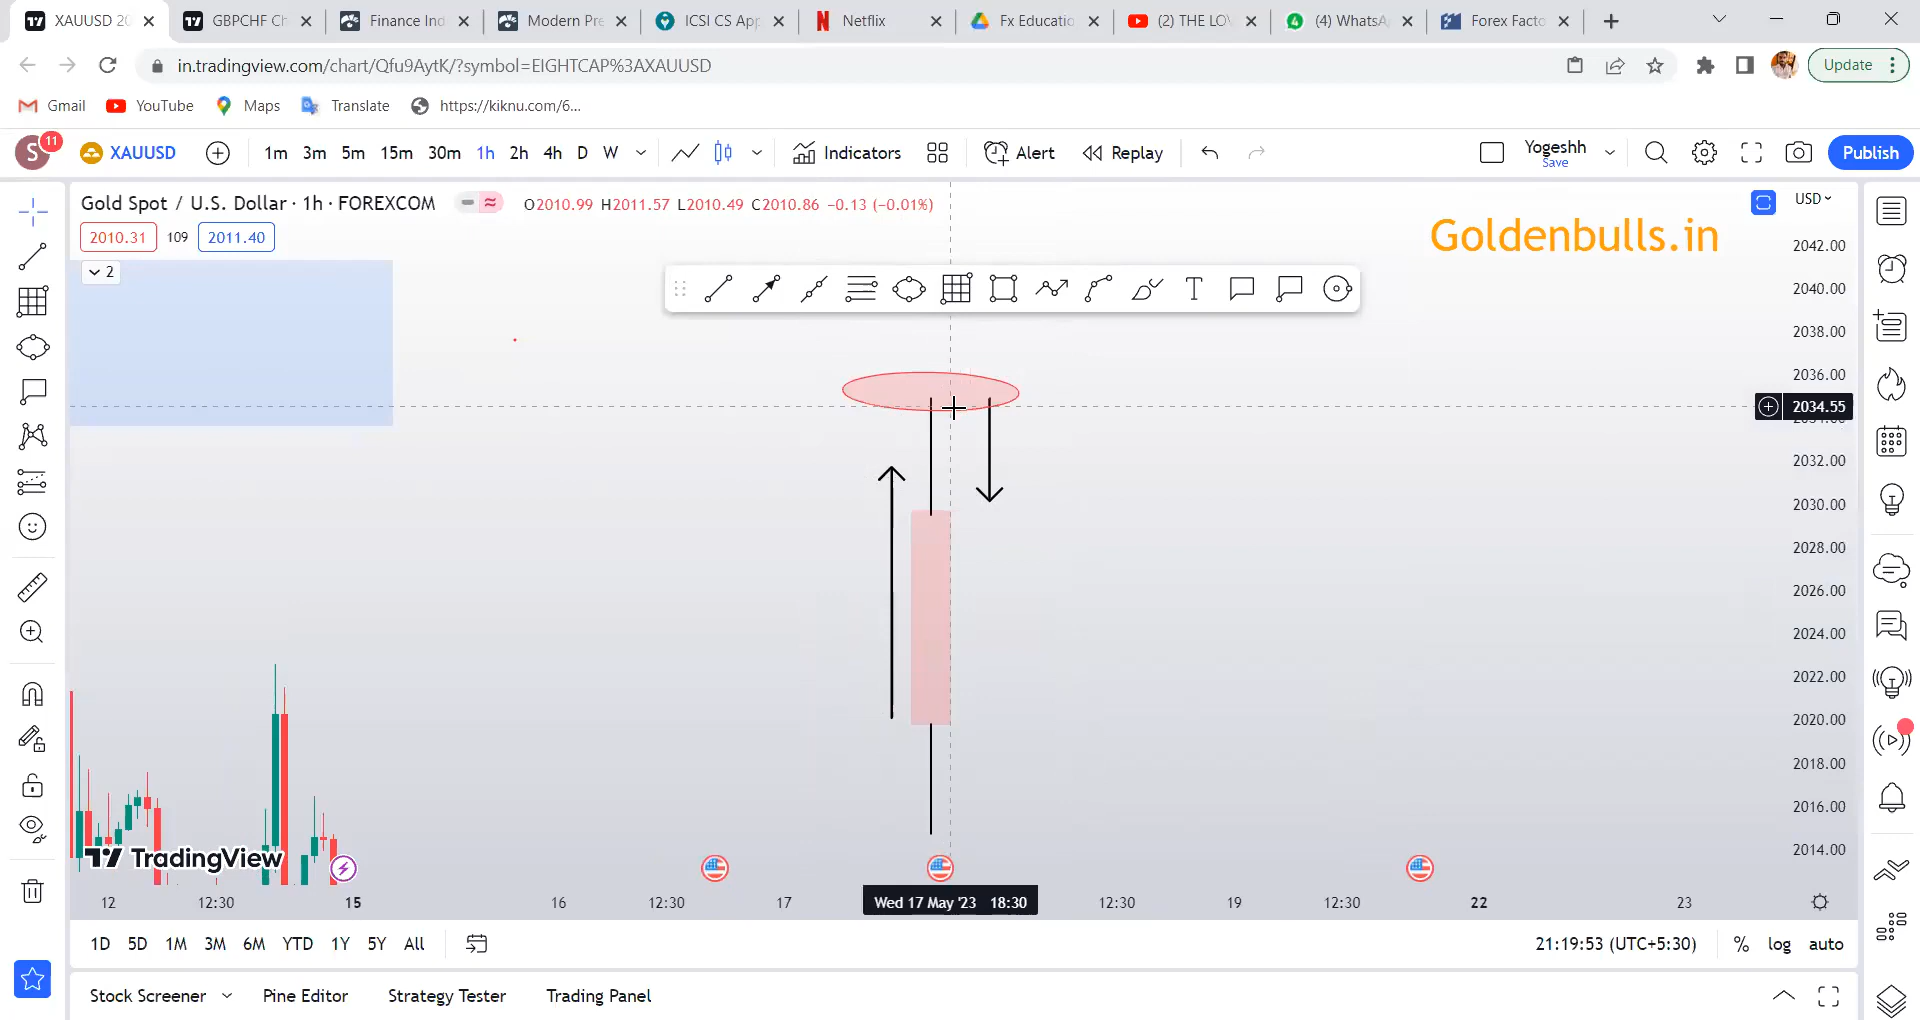 XAUUSD 20
GBPCHF Ch
Finance Ind
Modern Pre
ICSI CS App
Netflix
Fx Educatio
(2) THE LOV
(4) WhatsA
Forex Facto
in.tradingview.com/chart/Qfu9AytK/?symbol=EIGHTCAP%3AXAUUSD
Update
Gmail
YouTube
Maps
Translate
https://kiknu.com/6...
S
11
XAUUSD
1m 3m 5m 15m 30m 1h 2h 4h D W
Indicators
Alert
Replay
Yogeshh
Save
Publish
Gold Spot / U.S. Dollar · 1h · FOREXCOM
O2010.99 H2011.57 L2010.49 C2010.86 −0.13 (−0.01%)
USD
2010.31
109
2011.40
Goldenbulls.in
2
2042.00
2040.00
2038.00
2036.00
2034.55
2032.00
2030.00
2028.00
2026.00
2024.00
2022.00
2020.00
2018.00
2016.00
2014.00
TradingView
12 12:30 15 16 12:30 17 Wed 17 May '23 18:30 12:30 19 12:30 22 23
1D 5D 1M 3M 6M YTD 1Y 5Y All
21:19:53 (UTC+5:30)
% log auto
Stock Screener
Pine Editor
Strategy Tester
Trading Panel